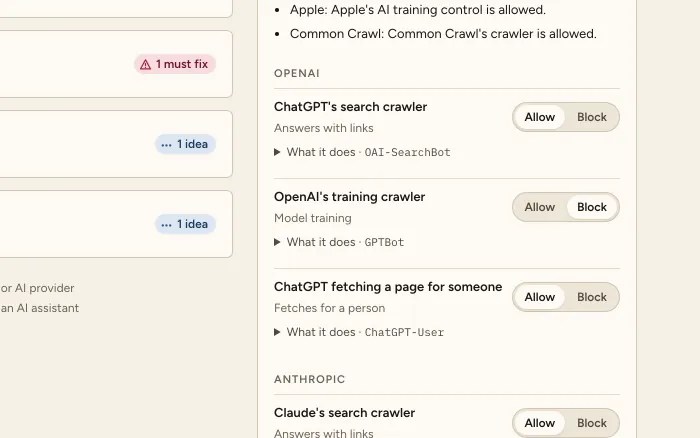 1 must fix
1 idea
1 idea
or AI provider
an AI assistant
Apple: Apple's AI training control is allowed.
Common Crawl: Common Crawl's crawler is allowed.
OPENAI
ChatGPT's search crawler
Allow Block
Answers with links
What it does · OAI-SearchBot
OpenAI's training crawler
Allow Block
Model training
What it does · GPTBot
ChatGPT fetching a page for someone
Allow Block
Fetches for a person
What it does · ChatGPT-User
ANTHROPIC
Claude's search crawler
Allow Block
Answers with links